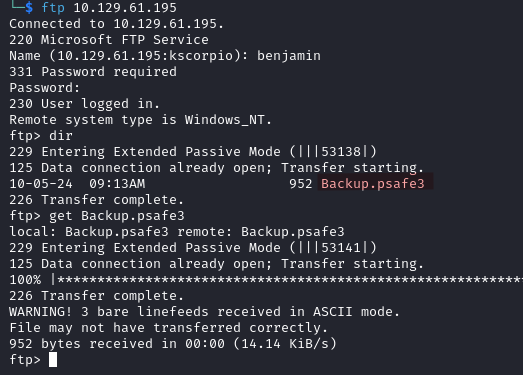 └─$ ftp 10.129.61.195
Connected to 10.129.61.195.
220 Microsoft FTP Service
Name (10.129.61.195:kscorpio): benjamin
331 Password required
Password:
230 User logged in.
Remote system type is Windows_NT.
ftp> dir
229 Entering Extended Passive Mode (|||53138|)
125 Data connection already open; Transfer starting.
10-05-24  09:13AM                  952 Backup.psafe3
226 Transfer complete.
ftp> get Backup.psafe3
local: Backup.psafe3 remote: Backup.psafe3
229 Entering Extended Passive Mode (|||53141|)
125 Data connection already open; Transfer starting.
100% |***********************************************************
226 Transfer complete.
WARNING! 3 bare linefeeds received in ASCII mode.
File may not have transferred correctly.
952 bytes received in 00:00 (14.14 KiB/s)
ftp>